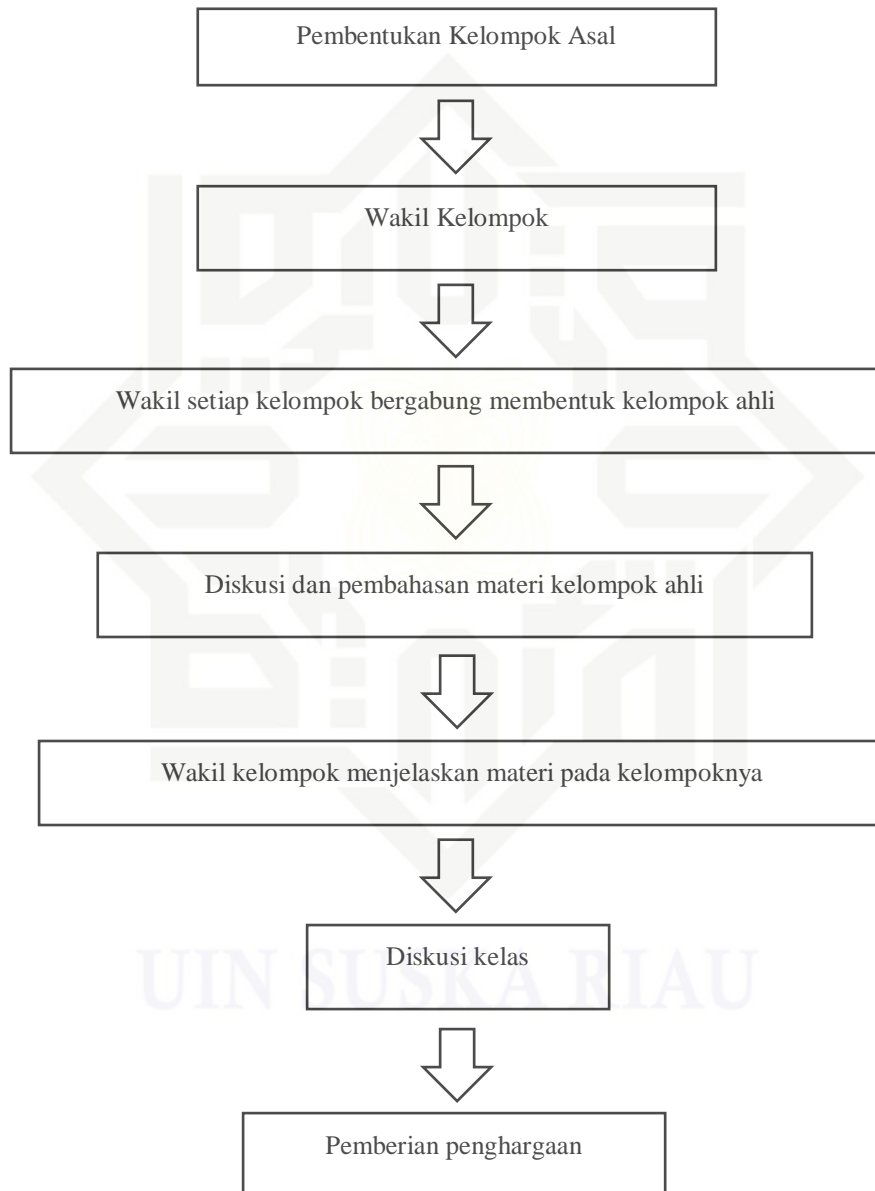 Pembentukan Kelompok Asal
Wakil Kelompok
Wakil setiap kelompok bergabung membentuk kelompok ahli
Diskusi dan pembahasan materi kelompok ahli
Wakil kelompok menjelaskan materi pada kelompoknya
Diskusi kelas
UIN SUSKA RIAU
Pemberian penghargaan